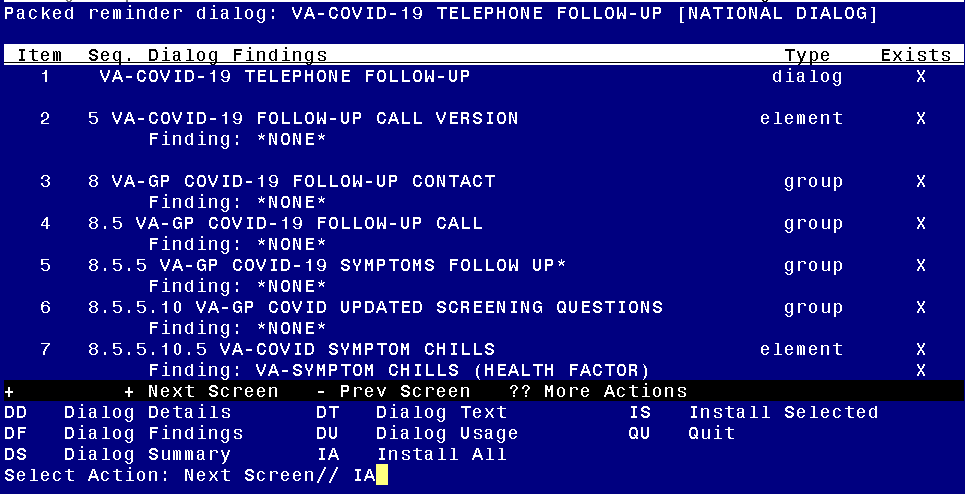 Packed reminder dialog: VA-COVID-19 TELEPHONE FOLLOW-UP [NATIONAL DIALOG]
Item Seq. Dialog Findings Type Exists
1 VA-COVID-19 TELEPHONE FOLLOW-UP dialog X
2 5 VA-COVID-19 FOLLOW-UP CALL VERSION element X
Finding: *NONE*
3 8 VA-GP COVID-19 FOLLOW-UP CONTACT group X
Finding: *NONE*
4 8.5 VA-GP COVID-19 FOLLOW-UP CALL group X
Finding: *NONE*
5 8.5.5 VA-GP COVID-19 SYMPTOMS FOLLOW UP* group X
Finding: *NONE*
6 8.5.5.10 VA-GP COVID UPDATED SCREENING QUESTIONS group X
Finding: *NONE*
7 8.5.5.10.5 VA-COVID SYMPTOM CHILLS element X
Finding: VA-SYMPTOM CHILLS (HEALTH FACTOR) X
+ + Next Screen - Prev Screen ?? More Actions
DD Dialog Details DT Dialog Text IS Install Selected
DF Dialog Findings DU Dialog Usage QU Quit
DS Dialog Summary IA Install All
Select Action: Next Screen// IA